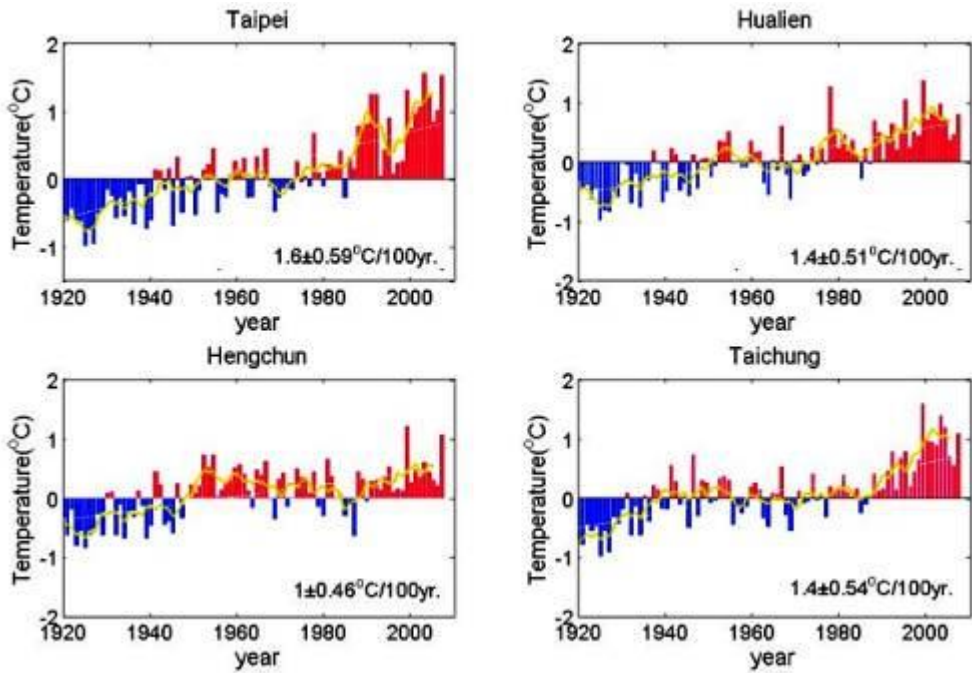 Taipei
Temperature(°C)
2
1
0
-1
1.6±0.59°C/100yr.
1920 1940 1960 1980 2000
year
Hualien
Temperature(°C)
2
1
0
-1
-2
1.4±0.51°C/100yr.
1920 1940 1960 1980 2000
year
Hengchun
Temperature(°C)
2
1
0
-1
-2
1±0.46°C/100yr.
1920 1940 1960 1980 2000
year
Taichung
Temperature(°C)
2
1
0
-1
-2
1.4±0.54°C/100yr.
1920 1940 1960 1980 2000
year